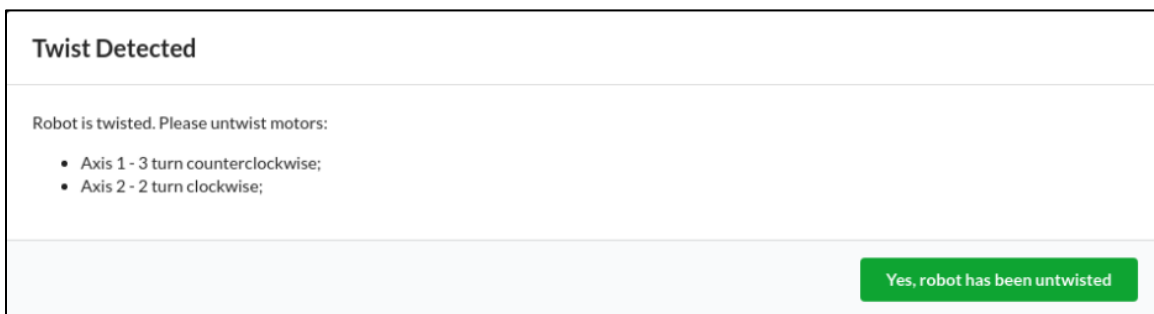 Twist Detected
Robot is twisted. Please untwist motors:
• Axis 1 - 3 turn counterclockwise;
• Axis 2 - 2 turn clockwise;
Yes, robot has been untwisted